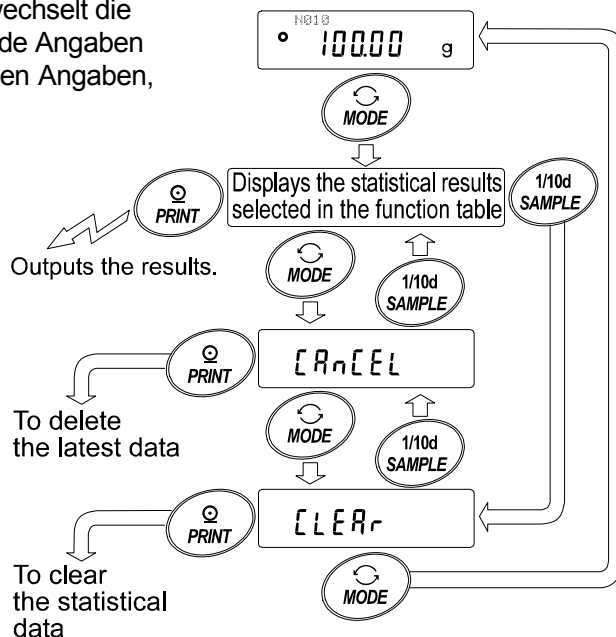 wechselt die
de Angaben
en Angaben,
N010
100.00 g
MODE
PRINT
Displays the statistical results
selected in the function table
1/10d
SAMPLE
Outputs the results.
MODE
1/10d
SAMPLE
PRINT
CAnCEL
To delete
the latest data
MODE
1/10d
SAMPLE
PRINT
CLEAr
To clear
the statistical
data
MODE